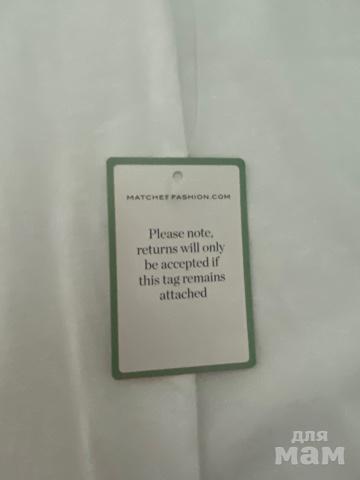 MATCHESFASHION.COM
Please note,
returns will only
be accepted if
this tag remains
attached
для
мам